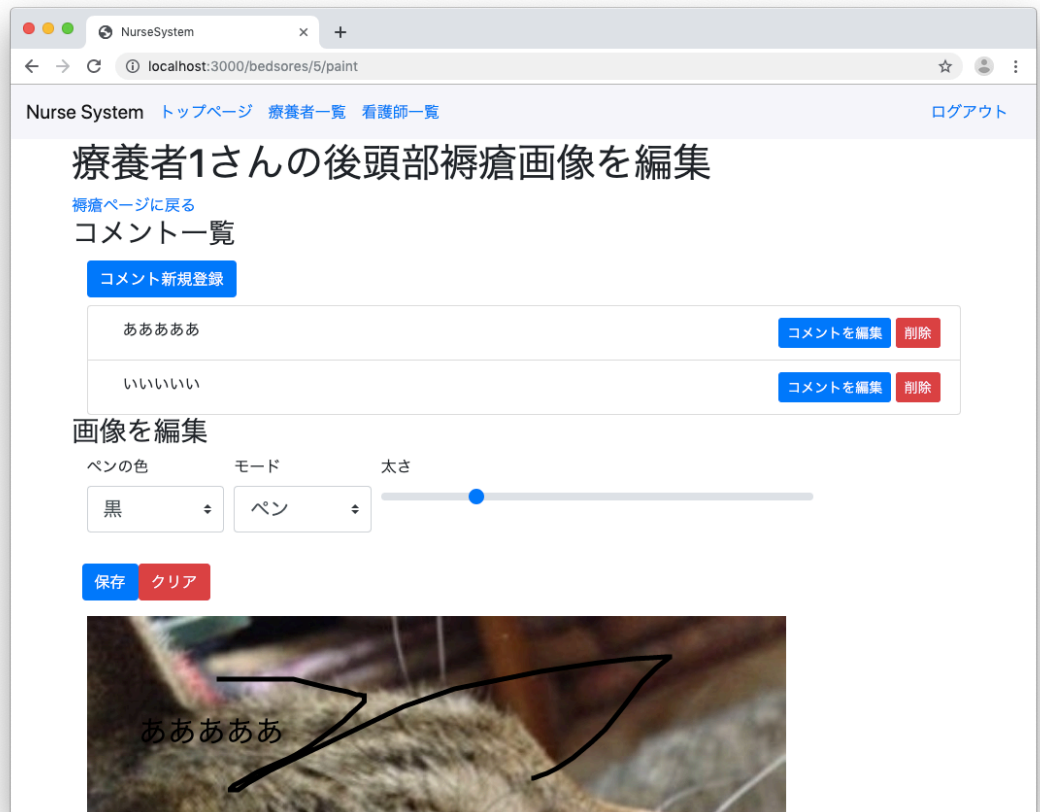 NurseSystem
localhost:3000/bedsores/5/paint
Nurse System トップページ 療養者一覧 看護師一覧 ログアウト
療養者1さんの後頭部褥瘡画像を編集
褥瘡ページに戻る
コメント一覧
コメント新規登録
あああああ コメントを編集 削除
いいいいい コメントを編集 削除
画像を編集
ペンの色 モード 太さ
黒 ペン
保存 クリア
あああああ